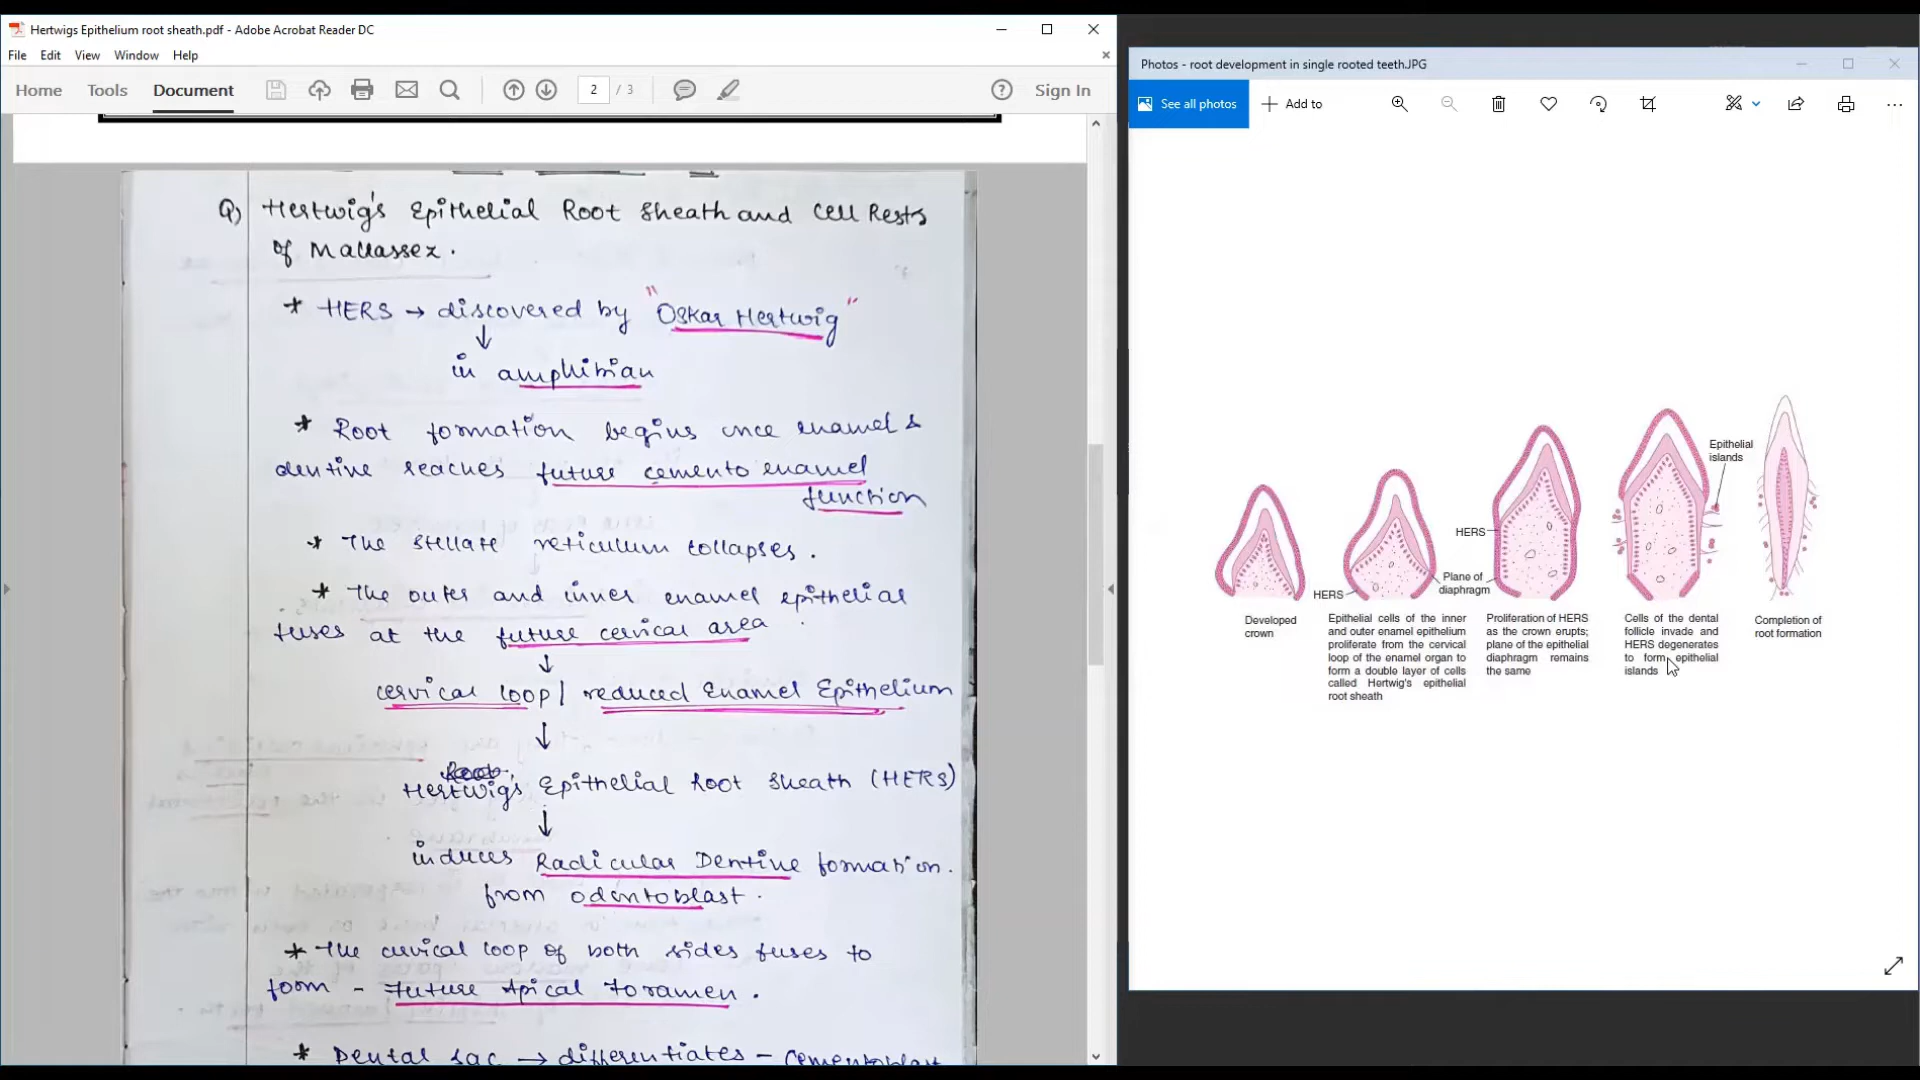 Hertwigs Epithelium root sheath.pdf - Adobe Acrobat Reader DC
File Edit View Window Help
Home Tools Document 2 / 3 Sign In
Q) Hertwig's Epithelial Root Sheath and Cell Rests
of Mallassez.
* HERS → discovered by "Oskar Hertwig"
↓
in amphibian
* Root formation begins once enamel &
dentine reaches future cemento enamel
function
* The stellate reticulum collapses.
* The outer and inner enamel epithelial
fuses at the future cervical area
↓
cervical loop / reduced Enamel Epithelium
↓
Hertwig's Epithelial Root Sheath (HERS)
↓
induces Radicular Dentine formation.
from odontoblast.
* The cervical loop of both sides fuses to
form - Future Apical Foramen.
* Dental sac → differentiates - cementoblast
Photos - root development in single rooted teeth.JPG
See all photos Add to
Epithelial
islands
HERS
Plane of
diaphragm
HERS
Developed
crown
Epithelial cells of the inner
and outer enamel epithelium
proliferate from the cervical
loop of the enamel organ to
form a double layer of cells
called Hertwig's epithelial
root sheath
Proliferation of HERS
as the crown erupts;
plane of the epithelial
diaphragm remains
the same
Cells of the dental
follicle invade and
HERS degenerates
to form epithelial
islands
Completion of
root formation